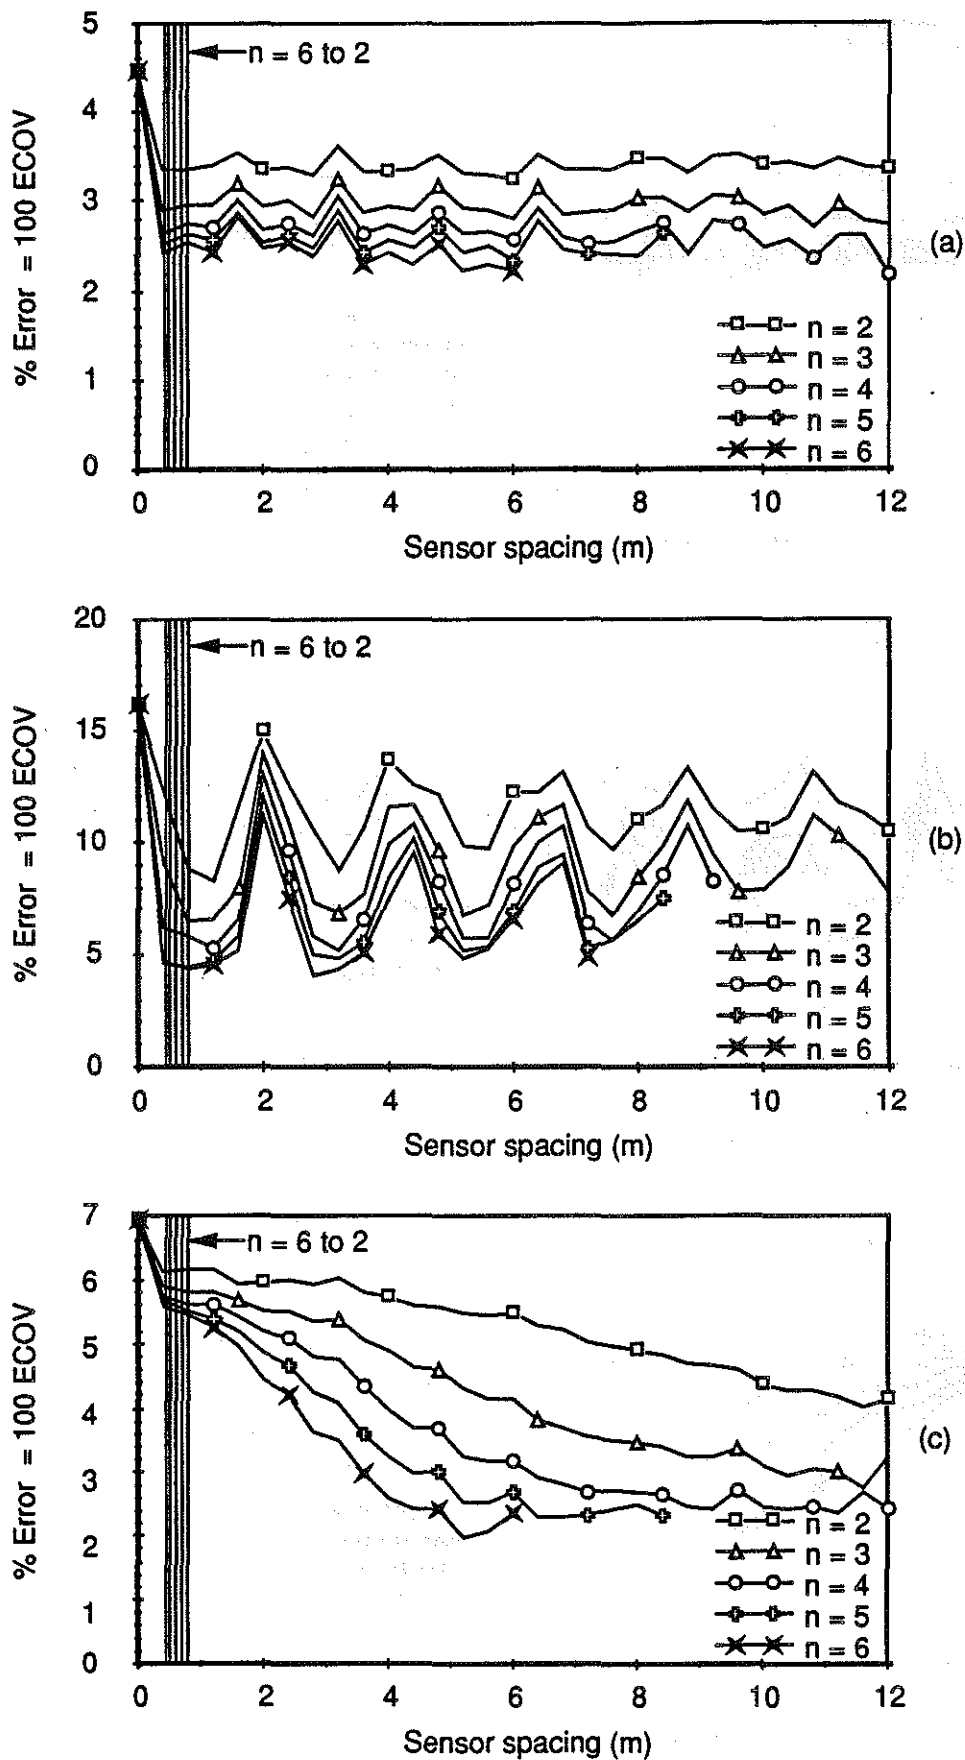 5
4
3
2
1
0
% Error = 100 ECOV
n = 6 to 2
n = 2
n = 3
n = 4
n = 5
n = 6
(a)
0 2 4 6 8 10 12
Sensor spacing (m)
20
15
10
5
0
% Error = 100 ECOV
n = 6 to 2
n = 2
n = 3
n = 4
n = 5
n = 6
(b)
0 2 4 6 8 10 12
Sensor spacing (m)
7
6
5
4
3
2
1
0
% Error = 100 ECOV
n = 6 to 2
n = 2
n = 3
n = 4
n = 5
n = 6
(c)
0 2 4 6 8 10 12
Sensor spacing (m)